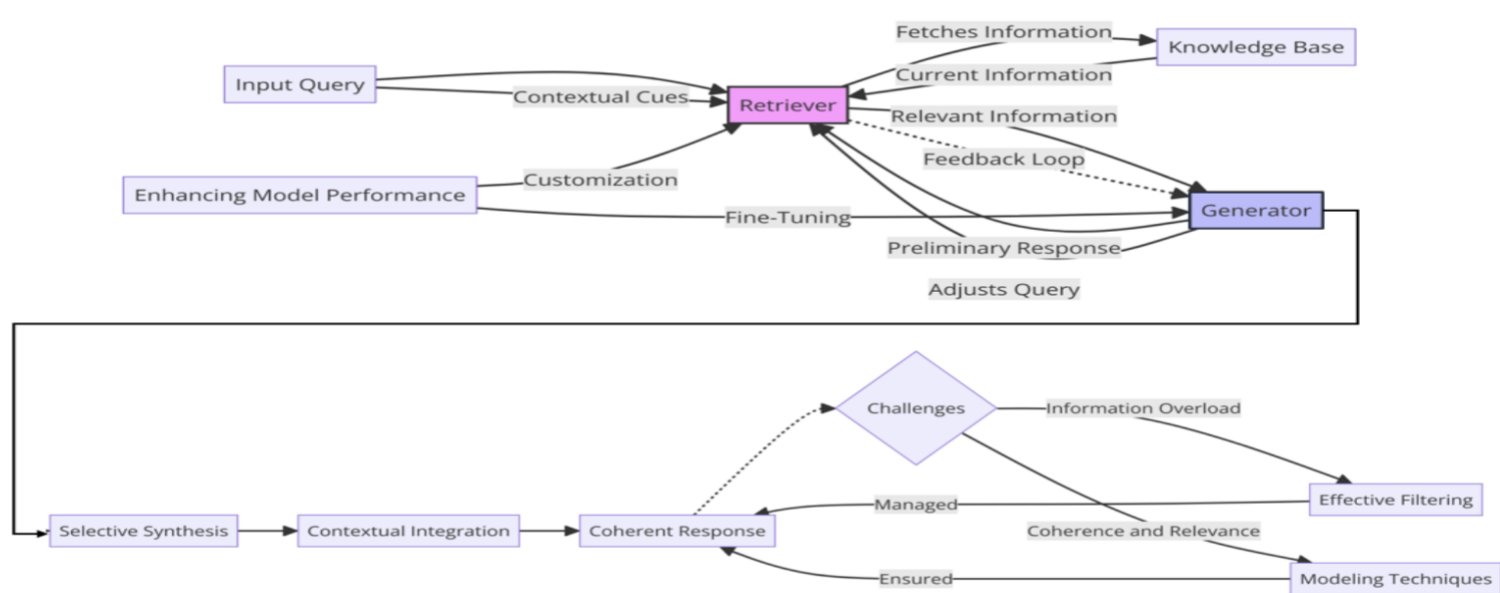 Fetches Information
Knowledge Base
Input Query
Current Information
Contextual Cues
Retriever
Relevant Information
Feedback Loop
Customization
Enhancing Model Performance
Generator
Fine-Tuning
Preliminary Response
Adjusts Query
Challenges
Information Overload
Effective Filtering
Managed
Selective Synthesis
Contextual Integration
Coherent Response
Coherence and Relevance
Ensured
Modeling Techniques